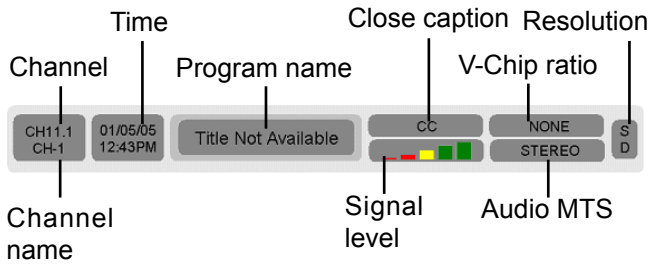 Close caption
Resolution
Time
Channel
Program name
V-Chip ratio
CH11.1
CH-1
01/05/05
12:43PM
Title Not Available
CC
NONE
STEREO
S
D
Channel
name
Signal
level
Audio MTS